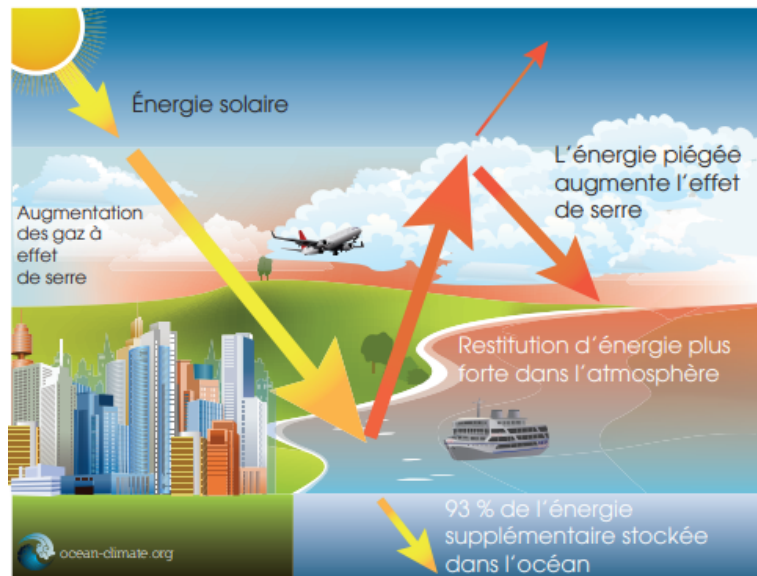 Énergie solaire
L'énergie piégée
augmente l'effet
de serre
Augmentation
des gaz à
effet
de serre
Restitution d'énergie plus
forte dans l'atmosphère
93 % de l'énergie
supplémentaire stockée
dans l'océan
ocean-climate.org